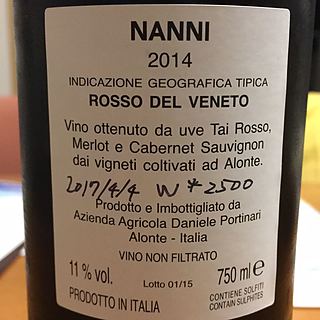 NANNI
2014
INDICAZIONE GEOGRAFICA TIPICA
ROSSO DEL VENETO
Vino ottenuto da uve Tai Rosso,
Merlot e Cabernet Sauvignon
dai vigneti coltivati ad Alonte.
2017/4/4 W*2500
Prodotto e Imbottigliato da
Azienda Agricola Daniele Portinari
Alonte - Italia
VINO NON FILTRATO
11 % vol. Lotto 01/15 750 ml e
PRODOTTO IN ITALIA
CONTIENE SOLFITI
CONTAIN SULPHITES